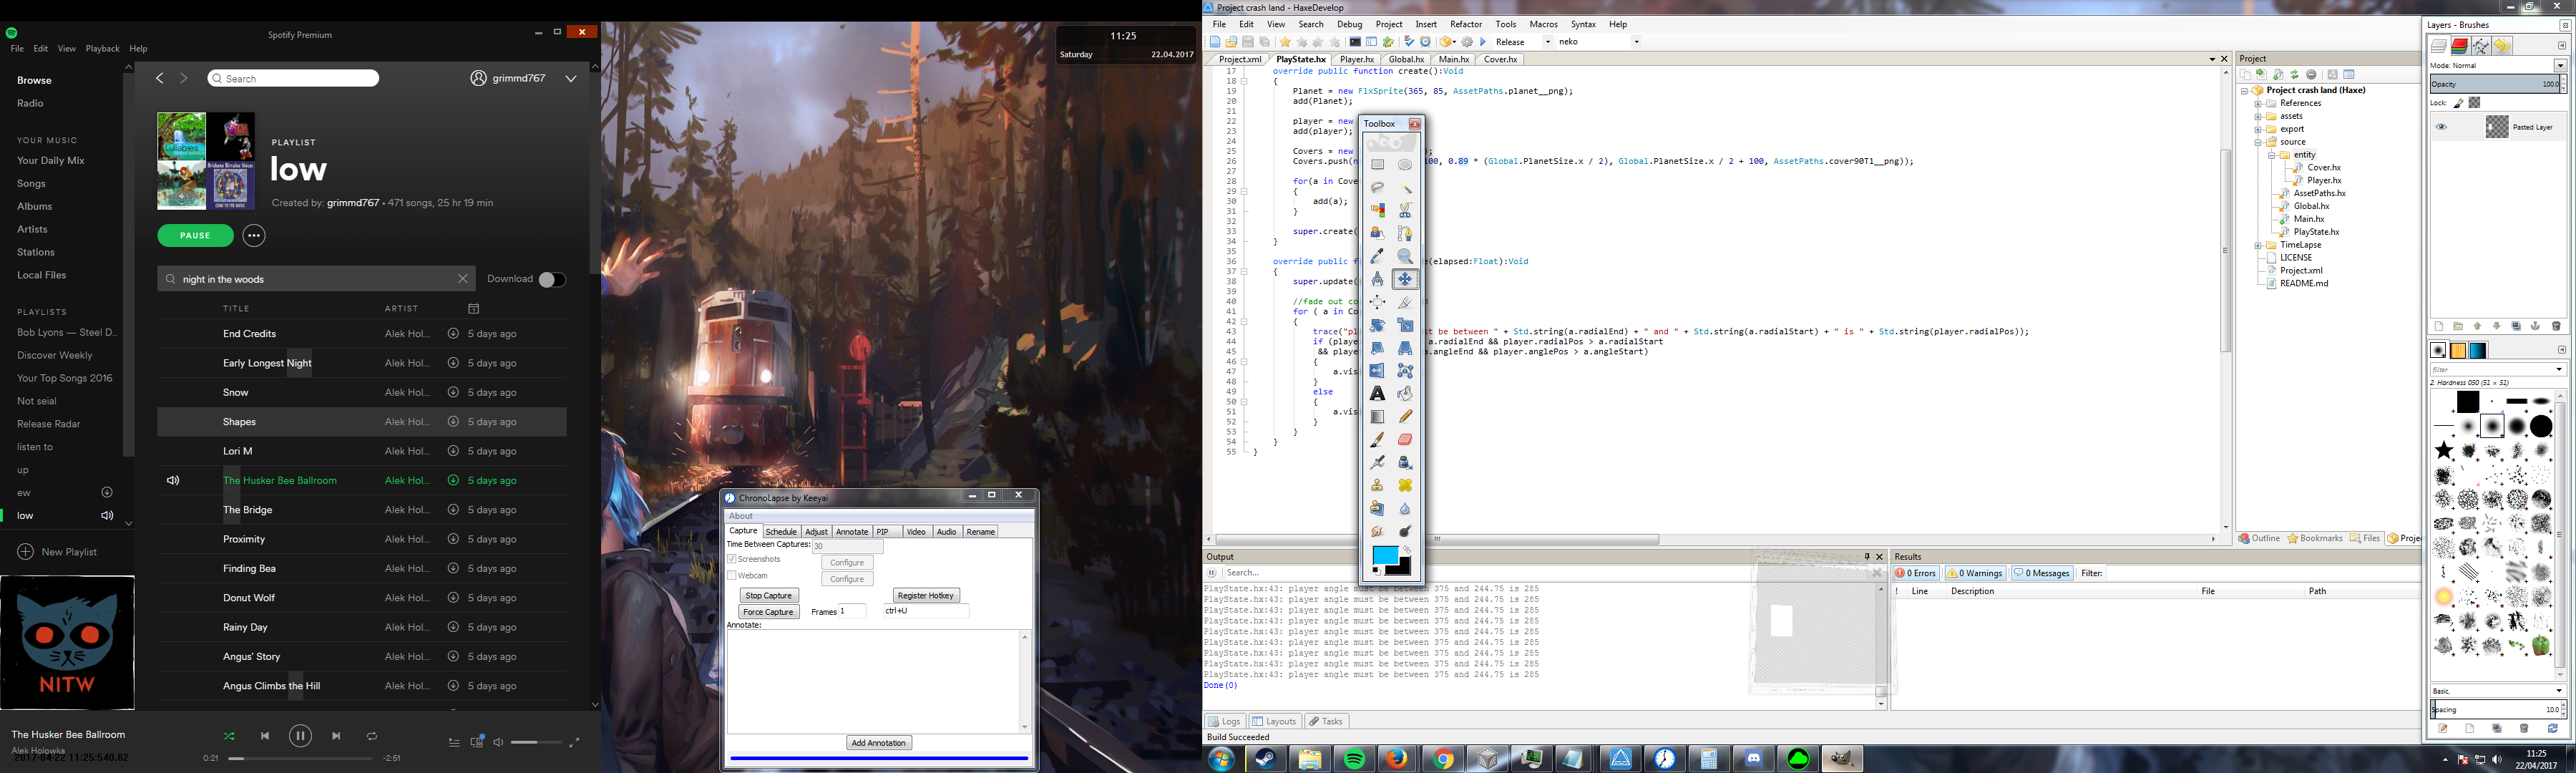 Spotify Premium
File Edit View Playback Help
Browse
Radio
YOUR MUSIC
Your Daily Mix
Songs
Albums
Artists
Stations
Local Files
PLAYLISTS
Bob Lyons — Steel D..
Discover Weekly
Your Top Songs 2016
Not seial
Release Radar
listen to
up
ew
low
New Playlist
NITW
The Husker Bee Ballroom
Alek Holowka
2017-04-22 11:25:540.02
Search
grimmd767
PLAYLIST
low
Created by: grimmd767 • 471 songs, 25 hr 19 min
PAUSE
night in the woods
Download
TITLE ARTIST
End Credits Alek Hol... 5 days ago
Early Longest Night Alek Hol... 5 days ago
Snow Alek Hol... 5 days ago
Shapes Alek Hol... 5 days ago
Lori M Alek Hol... 5 days ago
The Husker Bee Ballroom Alek Hol... 5 days ago
The Bridge Alek Hol... 5 days ago
Proximity Alek Hol... 5 days ago
Finding Bea Alek Hol... 5 days ago
Donut Wolf Alek Hol... 5 days ago
Rainy Day Alek Hol... 5 days ago
Angus' Story Alek Hol... 5 days ago
Angus Climbs the Hill Alek Hol... 5 days ago
0:21 -2:51
11:25
Saturday 22.04.2017
ChronoLapse by Keeyai
About
Capture Schedule Adjust Annotate PIP Video Audio Rename
Time Between Captures: 30
Screenshots Configure
Webcam Configure
Stop Capture Register Hotkey
Force Capture Frames 1 ctrl+U
Annotate:
Add Annotation
Project crash land - HaxeDevelop
File Edit View Search Debug Project Insert Refactor Tools Macros Syntax Help
Release neko
Project.xml PlayState.hx Player.hx Global.hx Main.hx Cover.hx
17 override public function create():Void
18 {
19 Planet = new FlxSprite(365, 85, AssetPaths.planet__png);
20 add(Planet);
21
22 player = new
23 add(player);
24
25 Covers = new );
26 Covers.push(n 100, 0.89 * (Global.PlanetSize.x / 2), Global.PlanetSize.x / 2 + 100, AssetPaths.cover90T1__png));
27
28 for(a in Cove
29 {
30 add(a);
31 }
32
33 super.create(
34 }
35
36 override public f e(elapsed:Float):Void
37 {
38 super.update(
39
40 //fade out co d
41 for ( a in Co
42 {
43 trace("pl st be between " + Std.string(a.radialEnd) + " and " + Std.string(a.radialStart) + " is " + Std.string(player.radialPos));
44 if (playe a.radialEnd && player.radialPos > a.radialStart
45 && playe a.angleEnd && player.anglePos > a.angleStart)
46 {
47 a.vis
48 }
49 else
50 {
51 a.vis
52 }
53 }
54 }
55 }
Toolbox
Output
Search...
PlayState.hx:43: player angle must be between 375 and 244.75 is 285
PlayState.hx:43: player angle must be between 375 and 244.75 is 285
PlayState.hx:43: player angle must be between 375 and 244.75 is 285
PlayState.hx:43: player angle must be between 375 and 244.75 is 285
PlayState.hx:43: player angle must be between 375 and 244.75 is 285
PlayState.hx:43: player angle must be between 375 and 244.75 is 285
PlayState.hx:43: player angle must be between 375 and 244.75 is 285
PlayState.hx:43: player angle must be between 375 and 244.75 is 285
PlayState.hx:43: player angle must be between 375 and 244.75 is 285
Done(0)
Logs Layouts Tasks
Build Succeeded
Results
0 Errors 0 Warnings 0 Messages Filter:
! Line Description File Path
Project
Project crash land (Haxe)
References
assets
export
source
entity
Cover.hx
Player.hx
AssetPaths.hx
Global.hx
Main.hx
PlayState.hx
TimeLapse
LICENSE
Project.xml
README.md
Outline Bookmarks Files Projec
Layers - Brushes
Mode: Normal
Opacity 100.0
Lock:
Pasted Layer
filter
2. Hardness 050 (51 × 51)
Basic,
Spacing 10.0
11:25
22/04/2017